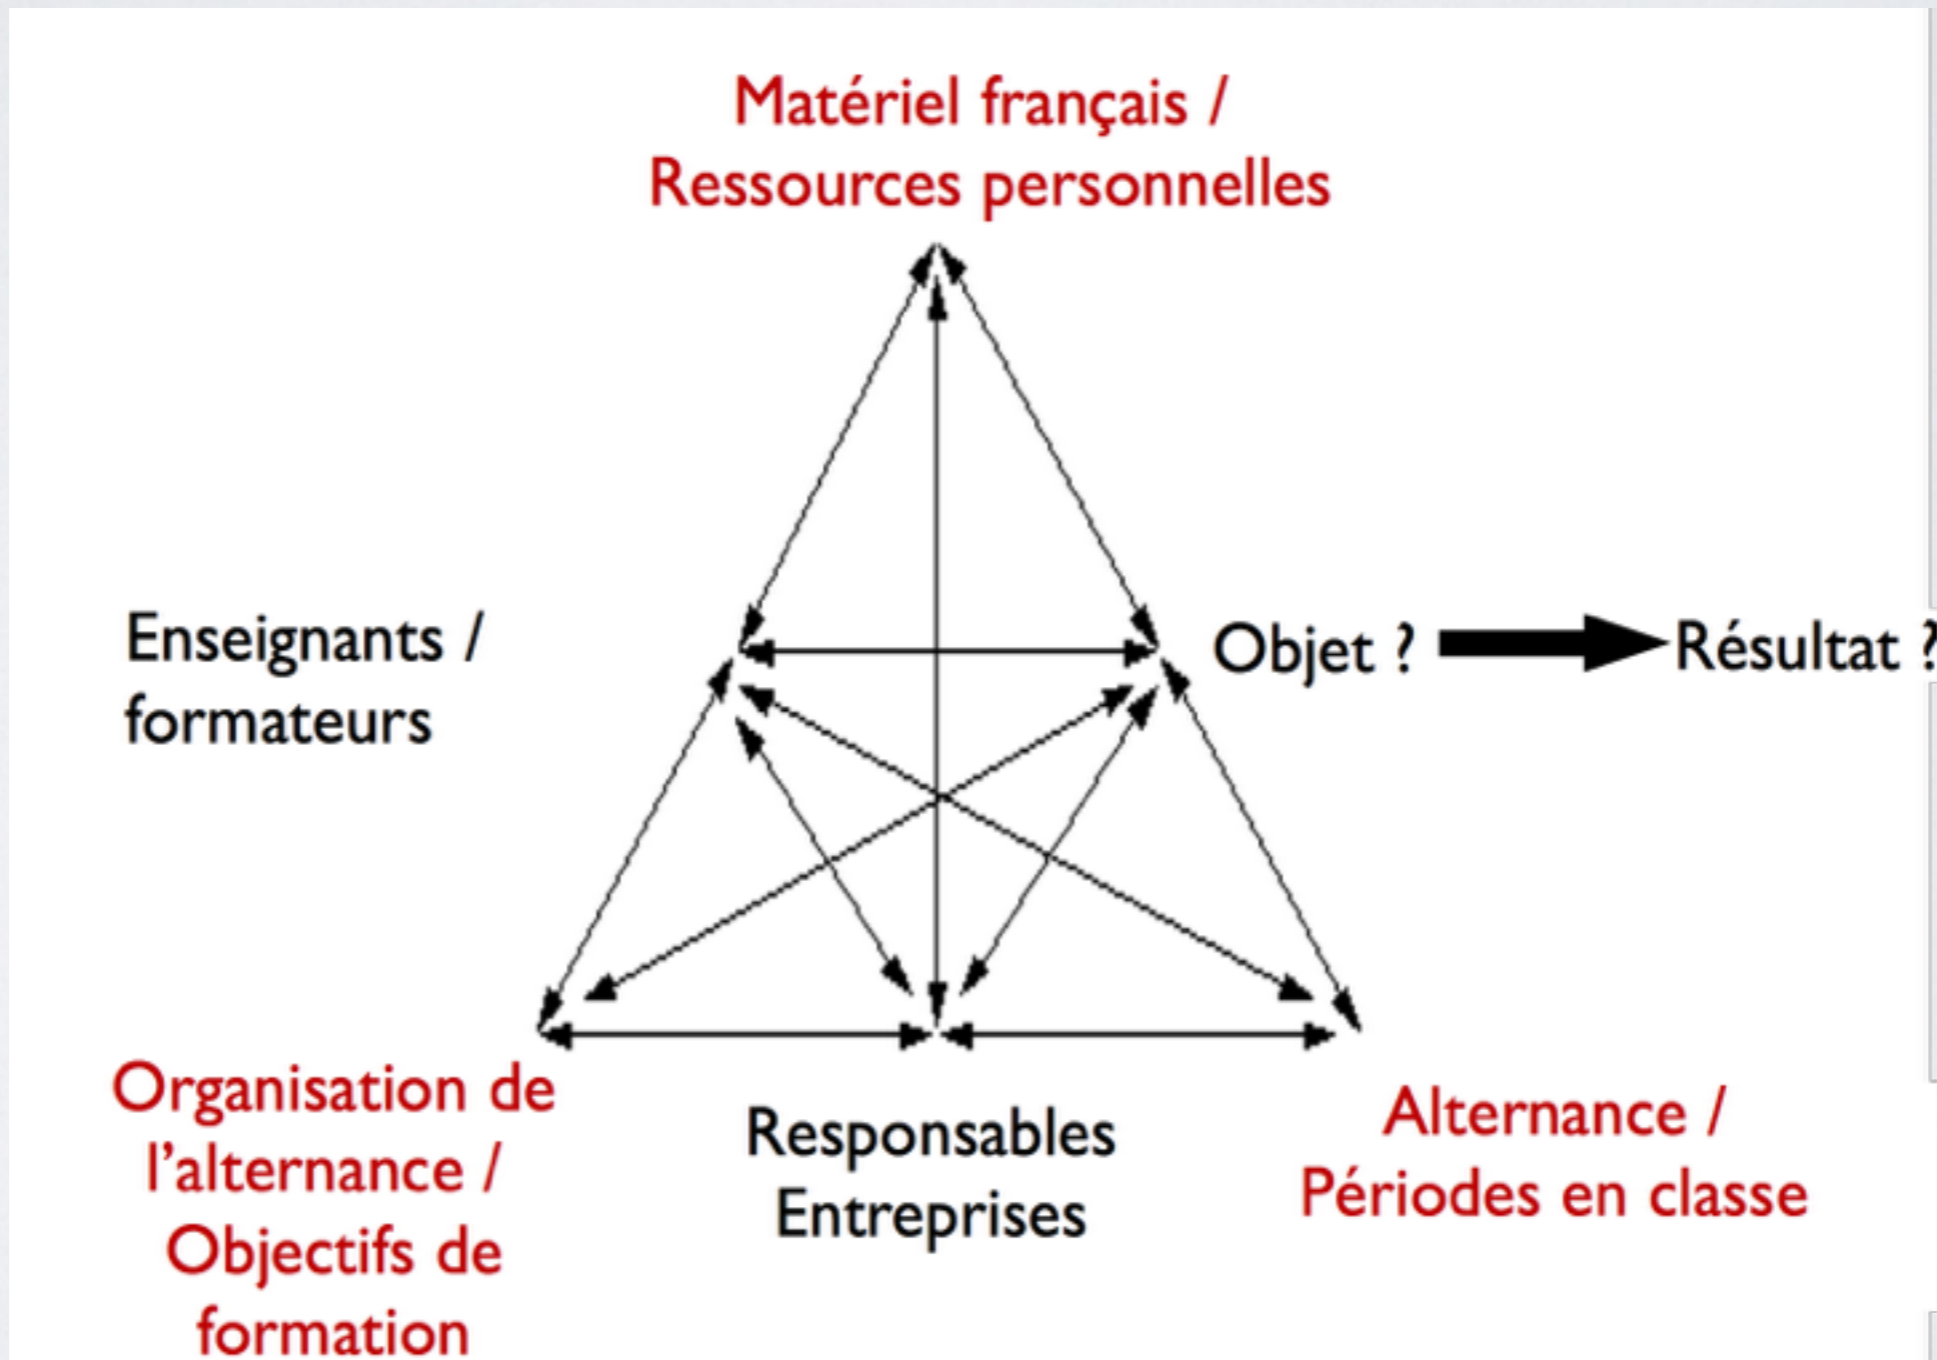 Matériel français /
Ressources personnelles
Enseignants /
formateurs
Objet ?
Résultat ?
Organisation de
l'alternance /
Objectifs de
formation
Responsables
Entreprises
Alternance /
Périodes en classe